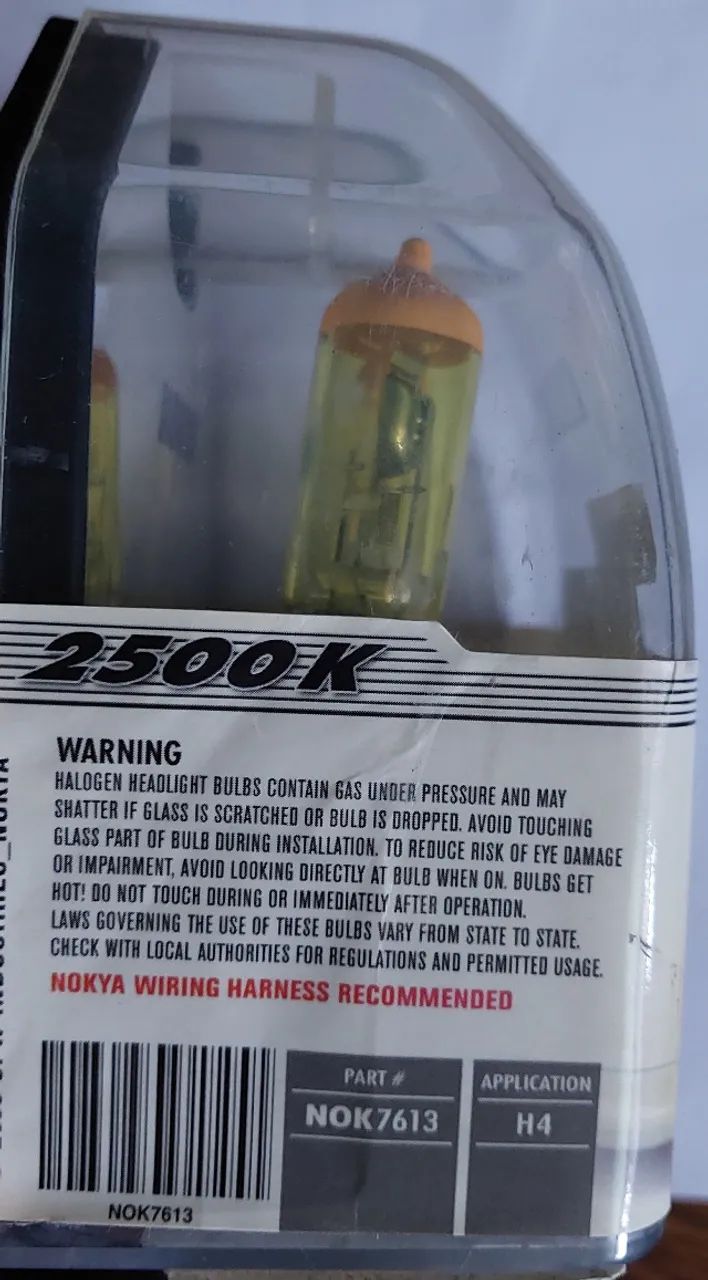 2500K
WARNING
HALOGEN HEADLIGHT BULBS CONTAIN GAS UNDER PRESSURE AND MAY
SHATTER IF GLASS IS SCRATCHED OR BULB IS DROPPED. AVOID TOUCHING
GLASS PART OF BULB DURING INSTALLATION. TO REDUCE RISK OF EYE DAMAGE
OR IMPAIRMENT, AVOID LOOKING DIRECTLY AT BULB WHEN ON. BULBS GET
HOT! DO NOT TOUCH DURING OR IMMEDIATELY AFTER OPERATION.
LAWS GOVERNING THE USE OF THESE BULBS VARY FROM STATE TO STATE.
CHECK WITH LOCAL AUTHORITIES FOR REGULATIONS AND PERMITTED USAGE.
NOKYA WIRING HARNESS RECOMMENDED
NOK7613
PART #
NOK7613
APPLICATION
H4